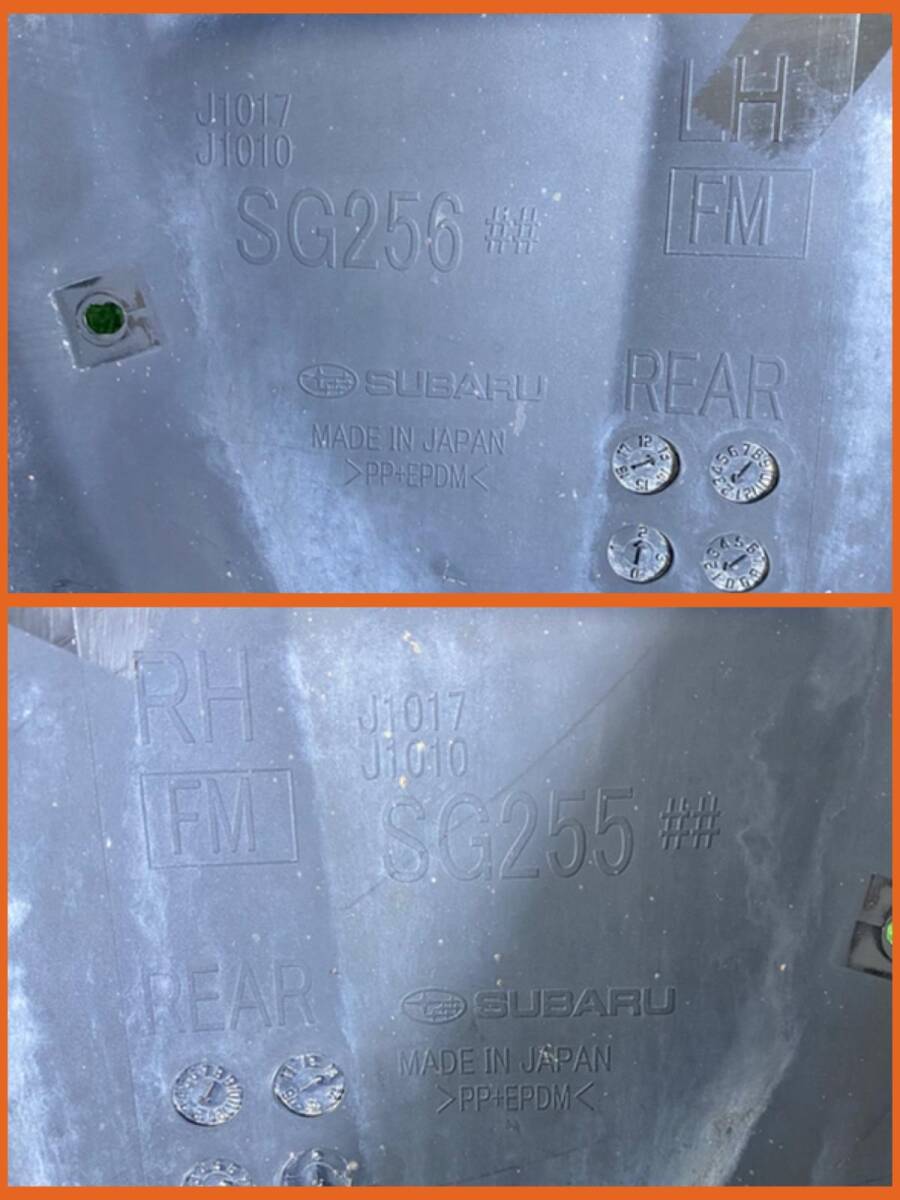 J1017
J1010
LH
SG256 ##
FM
SUBARU
REAR
MADE IN JAPAN
>PP+EPDM<
RH
J1017
J1010
FM
SG255 ##
REAR
SUBARU
MADE IN JAPAN
>PP+EPDM<